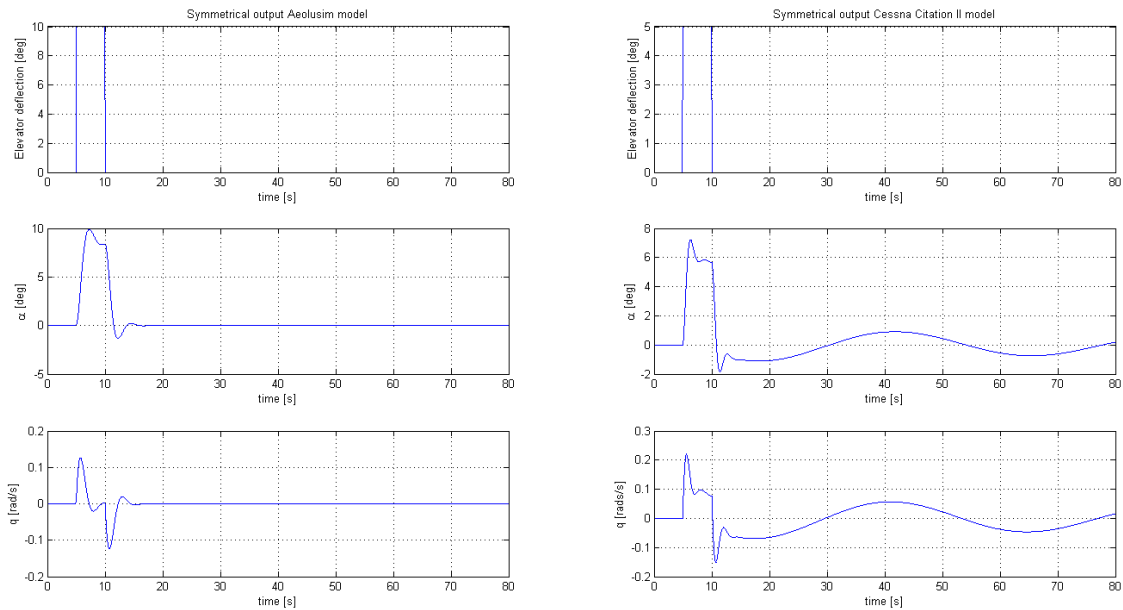 Symmetrical output Aeolusim model
10
8
6
4
2
0
Elevator deflection [deg]
0 10 20 30 40 50 60 70 80
time [s]
10
5
0
-5
α [deg]
0 10 20 30 40 50 60 70 80
time [s]
0.2
0.1
0
-0.1
-0.2
q [rad/s]
0 10 20 30 40 50 60 70 80
time [s]
Symmetrical output Cessna Citation II model
5
4
3
2
1
0
Elevator deflection [deg]
0 10 20 30 40 50 60 70 80
time [s]
8
6
4
2
0
-2
α [deg]
0 10 20 30 40 50 60 70 80
time [s]
0.3
0.2
0.1
0
-0.1
-0.2
q [rads/s]
0 10 20 30 40 50 60 70 80
time [s]